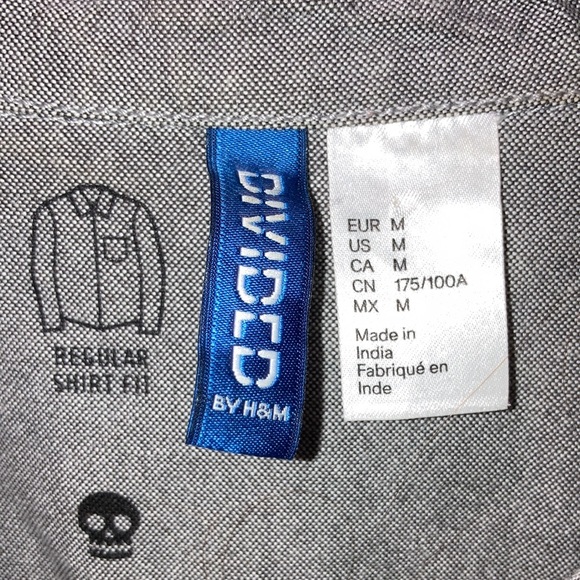 REGULAR
SHIRT FIT
DIVIDED
BY H&M
EUR M
US M
CA M
CN 175/100A
MX M
Made in
India
Fabriqué en
Inde